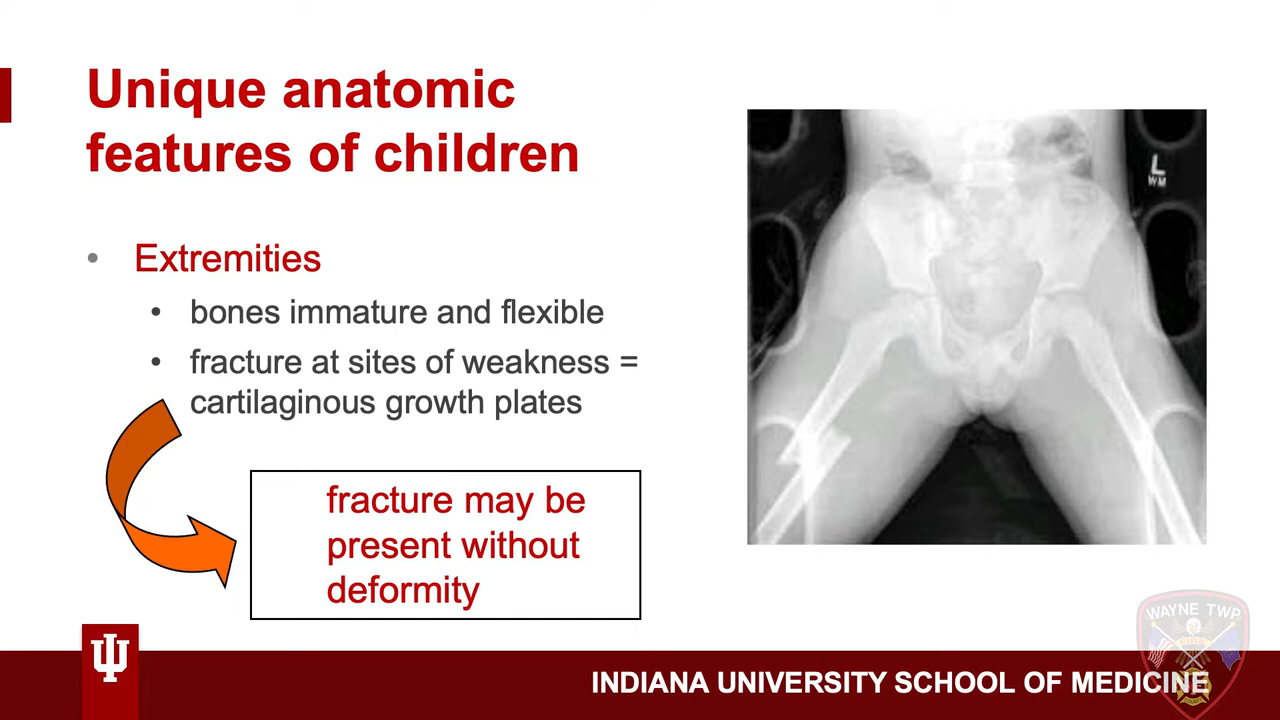 Unique anatomic
features of children
• Extremities
• bones immature and flexible
• fracture at sites of weakness =
cartilaginous growth plates
fracture may be
present without
deformity
L
WM
WAYNE TWP
INDIANA UNIVERSITY SCHOOL OF MEDICINE